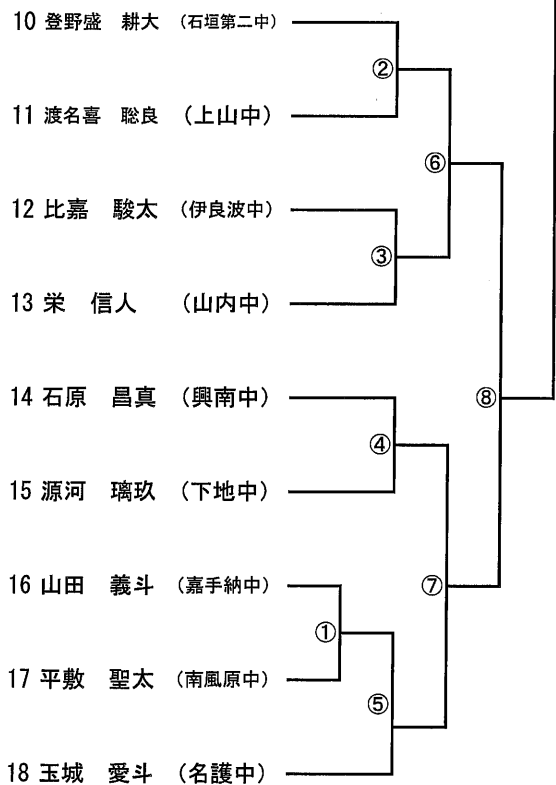 10 登野盛 耕大 (石垣第二中)
②
11 渡名喜 聡良 (上山中)
⑥
12 比嘉 駿太 (伊良波中)
③
13 栄 信人 (山内中)
14 石原 昌真 (興南中)
⑧
④
15 源河 璃玖 (下地中)
16 山田 義斗 (嘉手納中)
⑦
①
17 平敷 聖太 (南風原中)
⑤
18 玉城 愛斗 (名護中)